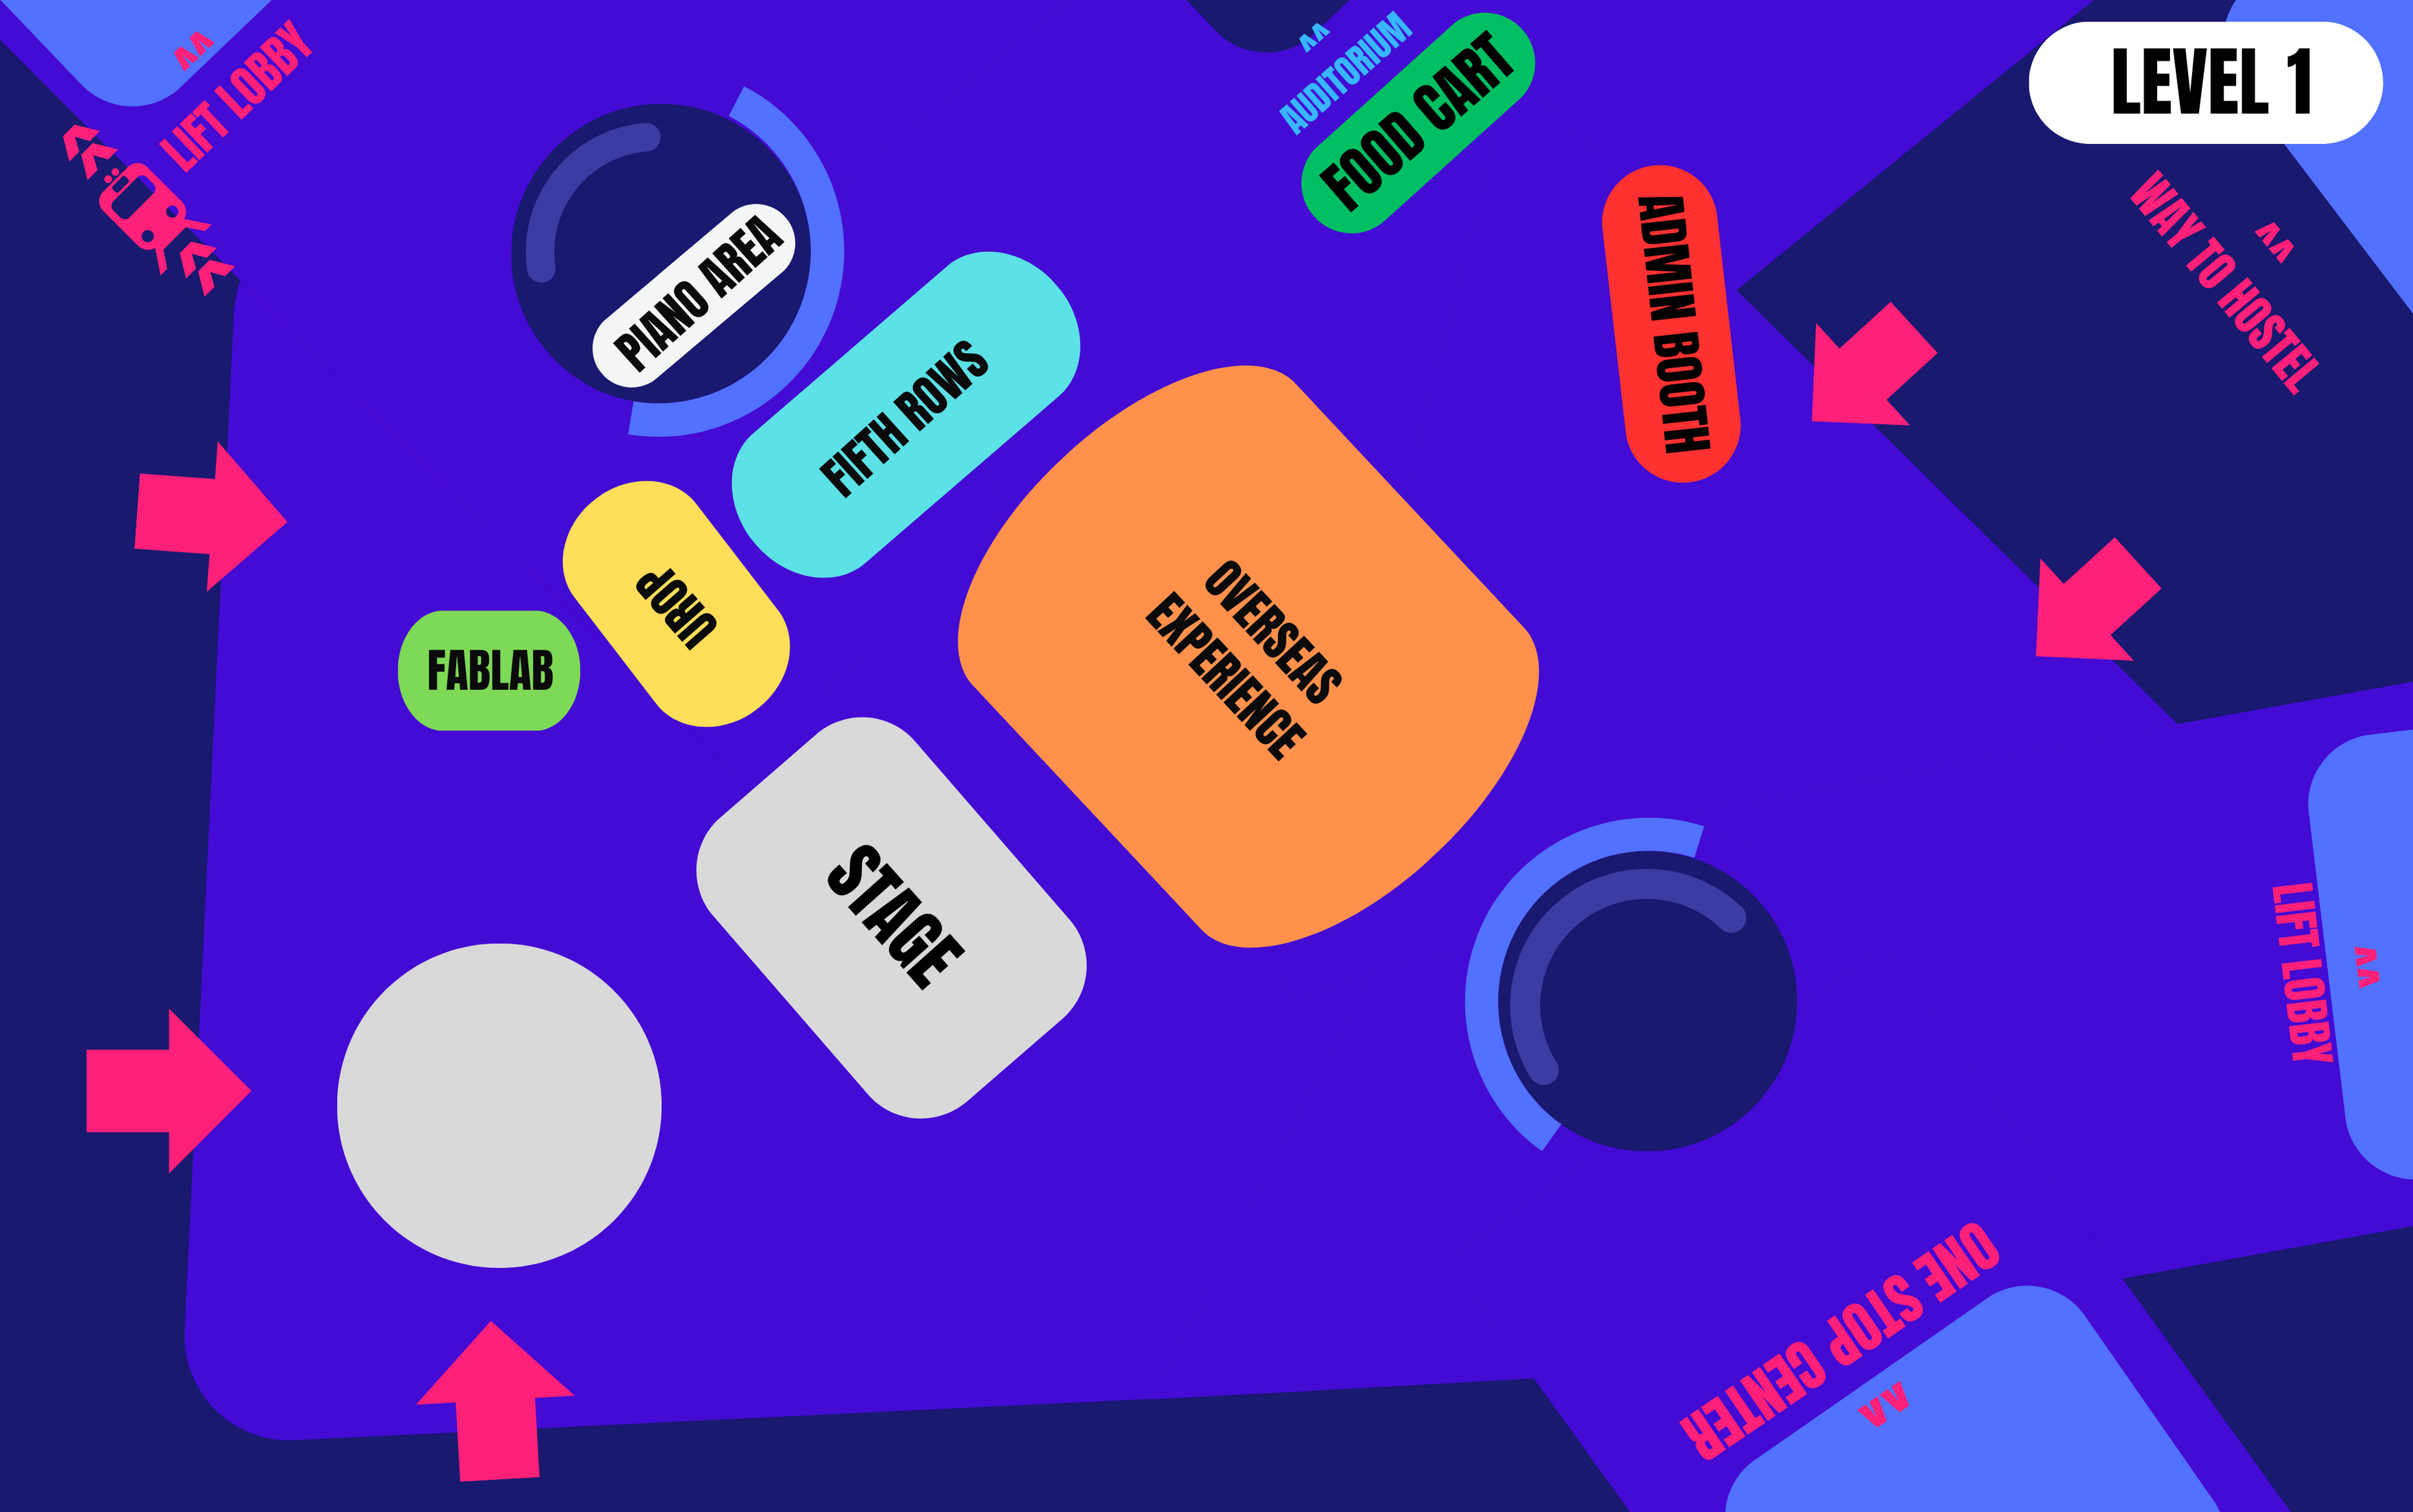 LEVEL 1
LIFT LOBBY
AUDITORIUM
FOOD CART
PIANO AREA
ADMIN BOOTH
WAY TO HOSTEL
FIFTH ROWS
UROP
FABLAB
OVERSEAS
EXPERIENCE
STAGE
LIFT LOBBY
ONE STOP CENTER